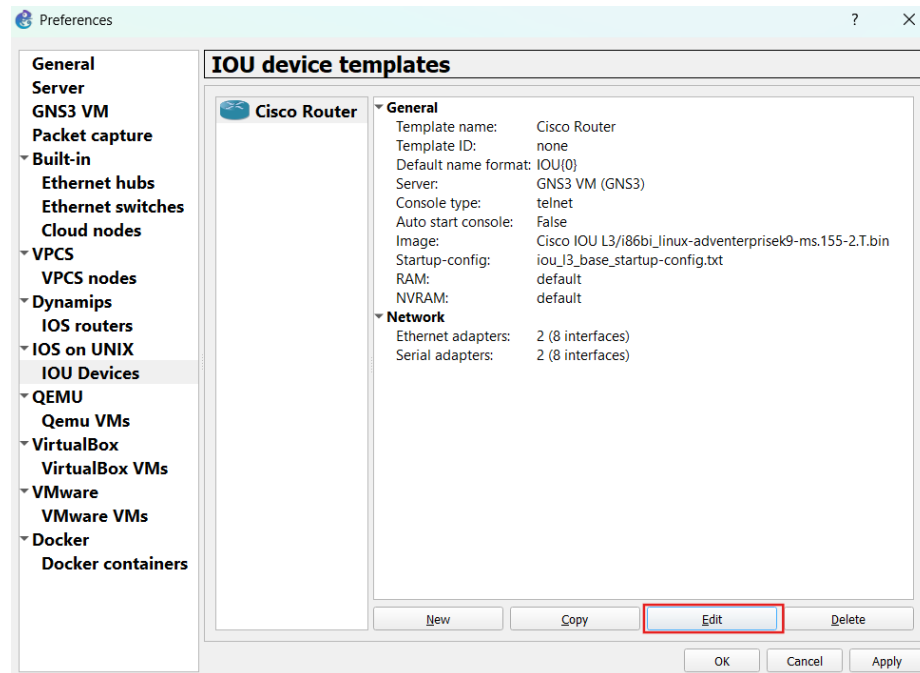 Preferences
?
General
Server
GNS3 VM
Packet capture
Built-in
Ethernet hubs
Ethernet switches
Cloud nodes
VPCS
VPCS nodes
Dynamips
IOS routers
IOS on UNIX
IOU Devices
QEMU
Qemu VMs
VirtualBox
VirtualBox VMs
VMware
VMware VMs
Docker
Docker containers
IOU device templates
Cisco Router
General
Template name: Cisco Router
Template ID: none
Default name format: IOU{0}
Server: GNS3 VM (GNS3)
Console type: telnet
Auto start console: False
Image: Cisco IOU L3/i86bi_linux-adventerprisek9-ms.155-2.T.bin
Startup-config: iou_l3_base_startup-config.txt
RAM: default
NVRAM: default
Network
Ethernet adapters: 2 (8 interfaces)
Serial adapters: 2 (8 interfaces)
New Copy Edit Delete
OK Cancel Apply